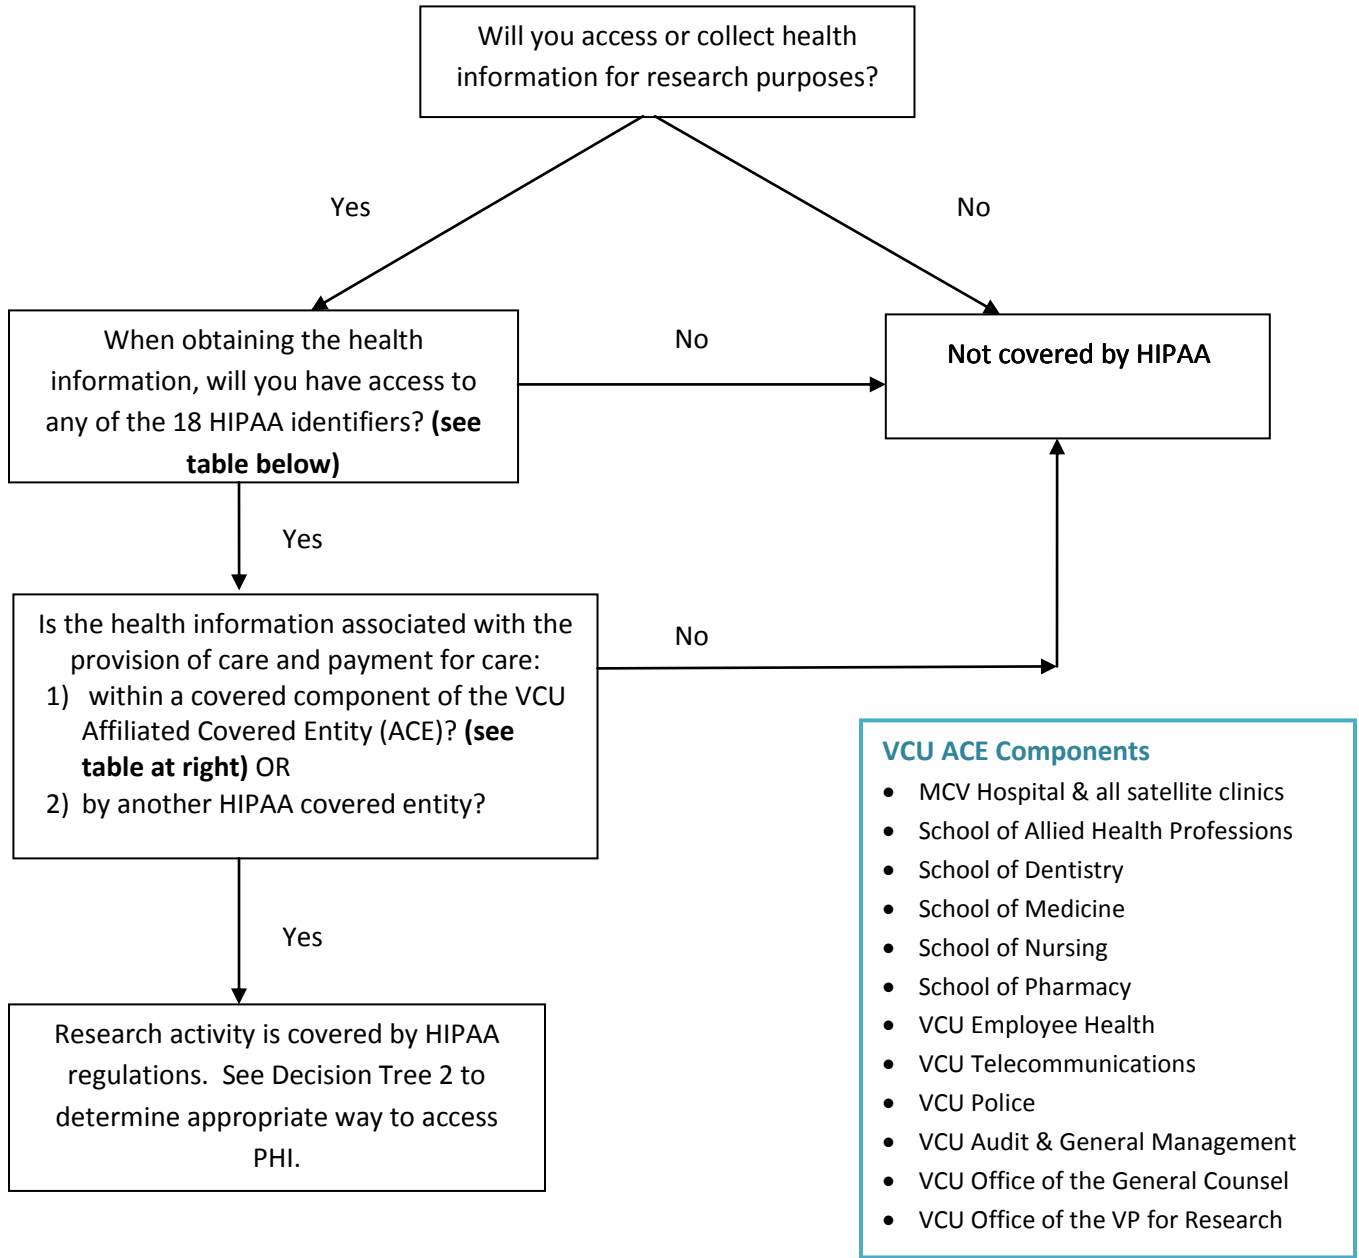 Will you access or collect health
information for research purposes?
Yes
No
When obtaining the health
information, will you have access to
any of the 18 HIPAA identifiers? (see
table below)
No
Not covered by HIPAA
Yes
Is the health information associated with the
provision of care and payment for care:
1) within a covered component of the VCU
Affiliated Covered Entity (ACE)? (see
table at right) OR
2) by another HIPAA covered entity?
No
Yes
Research activity is covered by HIPAA
regulations. See Decision Tree 2 to
determine appropriate way to access
PHI.
VCU ACE Components
• MCV Hospital & all satellite clinics
• School of Allied Health Professions
• School of Dentistry
• School of Medicine
• School of Nursing
• School of Pharmacy
• VCU Employee Health
• VCU Telecommunications
• VCU Police
• VCU Audit & General Management
• VCU Office of the General Counsel
• VCU Office of the VP for Research